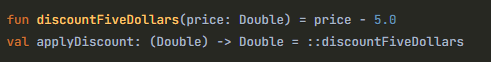 fun discountFiveDollars(price: Double) = price - 5.0
val applyDiscount: (Double) -> Double = ::discountFiveDollars